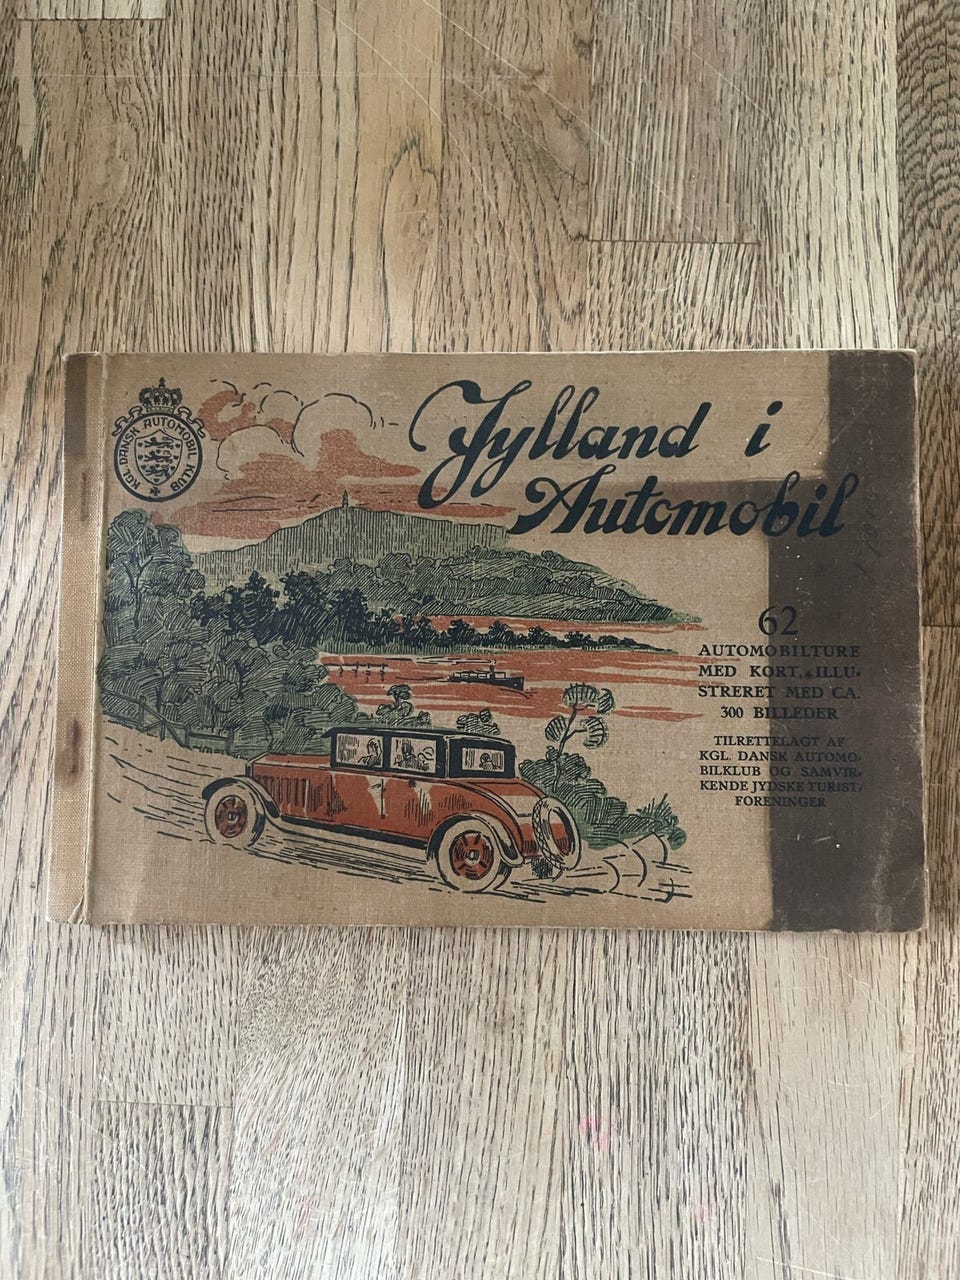 KGL. DANSK AUTOMOBIL KLUB
Jylland i
Automobil
62
AUTOMOBILTURE
MED KORT, ILLU-
STRERET MED CA.
300 BILLEDER
TILRETTELAGT AF
KGL. DANSK AUTOMO-
BILKLUB OG SAMVIR-
KENDE JYDSKE TURIST-
FORENINGER